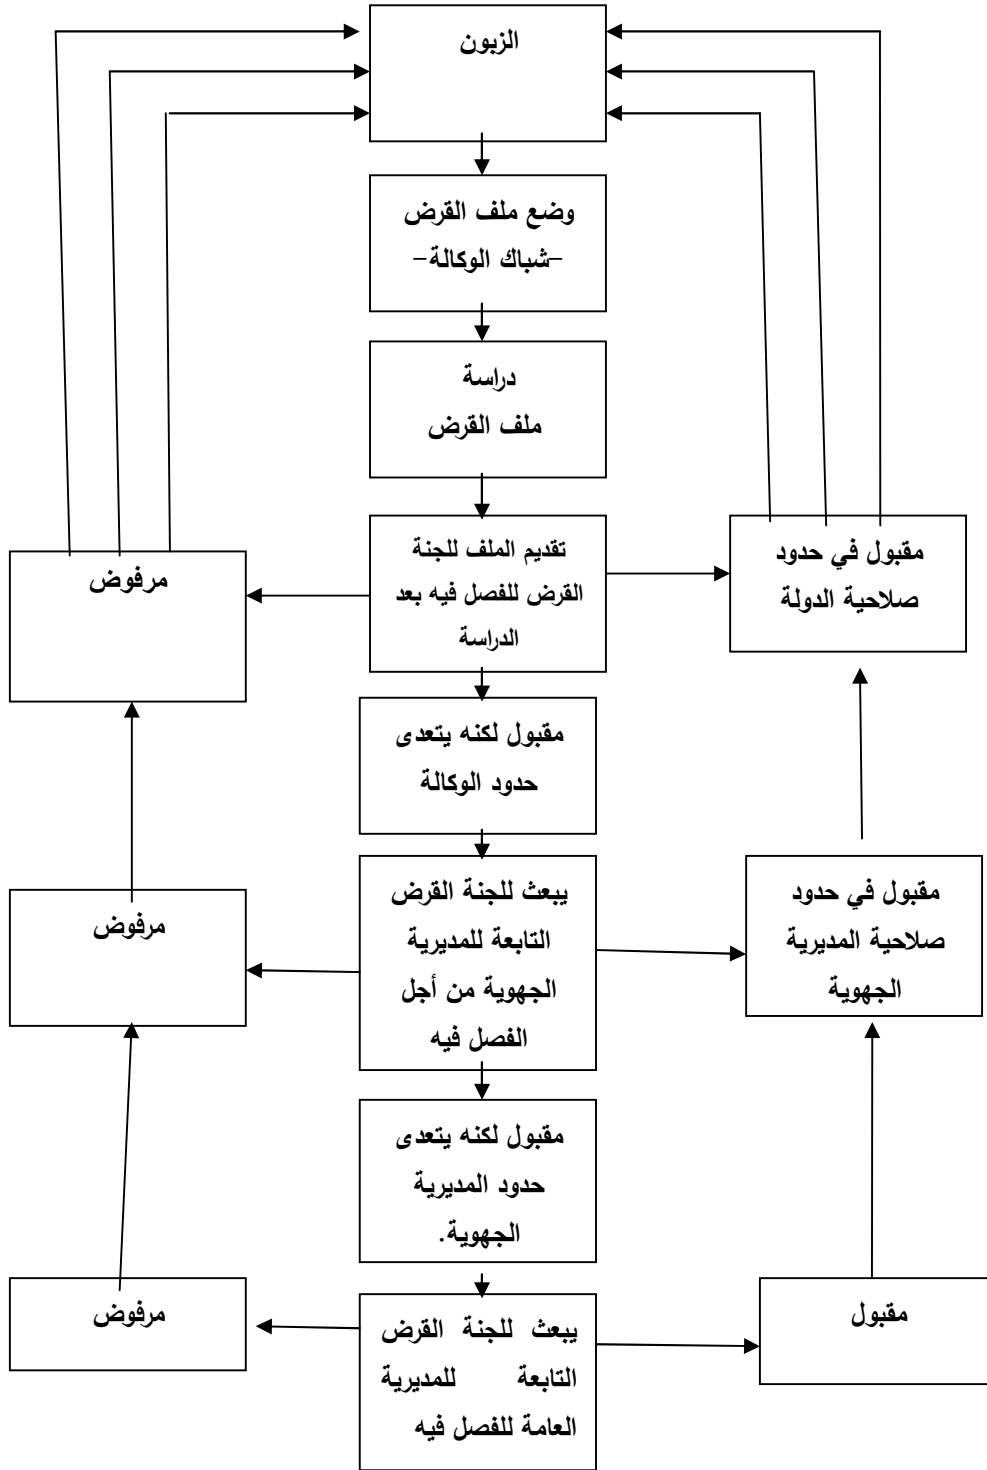 الزبون
وضع ملف القرض
-شباك الوكالة-
دراسة
ملف القرض
مقبول في حدود
صلاحية الدولة
تقديم الملف للجنة
القرض للفصل فيه بعد
الدراسة
مرفوض
مقبول لكنه يتعدى
حدود الوكالة
مقبول في حدود
صلاحية المديرية
الجهوية
يبعث للجنة القرض
التابعة للمديرية
الجهوية من أجل
الفصل فيه
مرفوض
مقبول لكنه يتعدى
حدود المديرية
الجهوية.
مقبول
يبعث للجنة القرض
التابعة للمديرية
العامة للفصل فيه
مرفوض